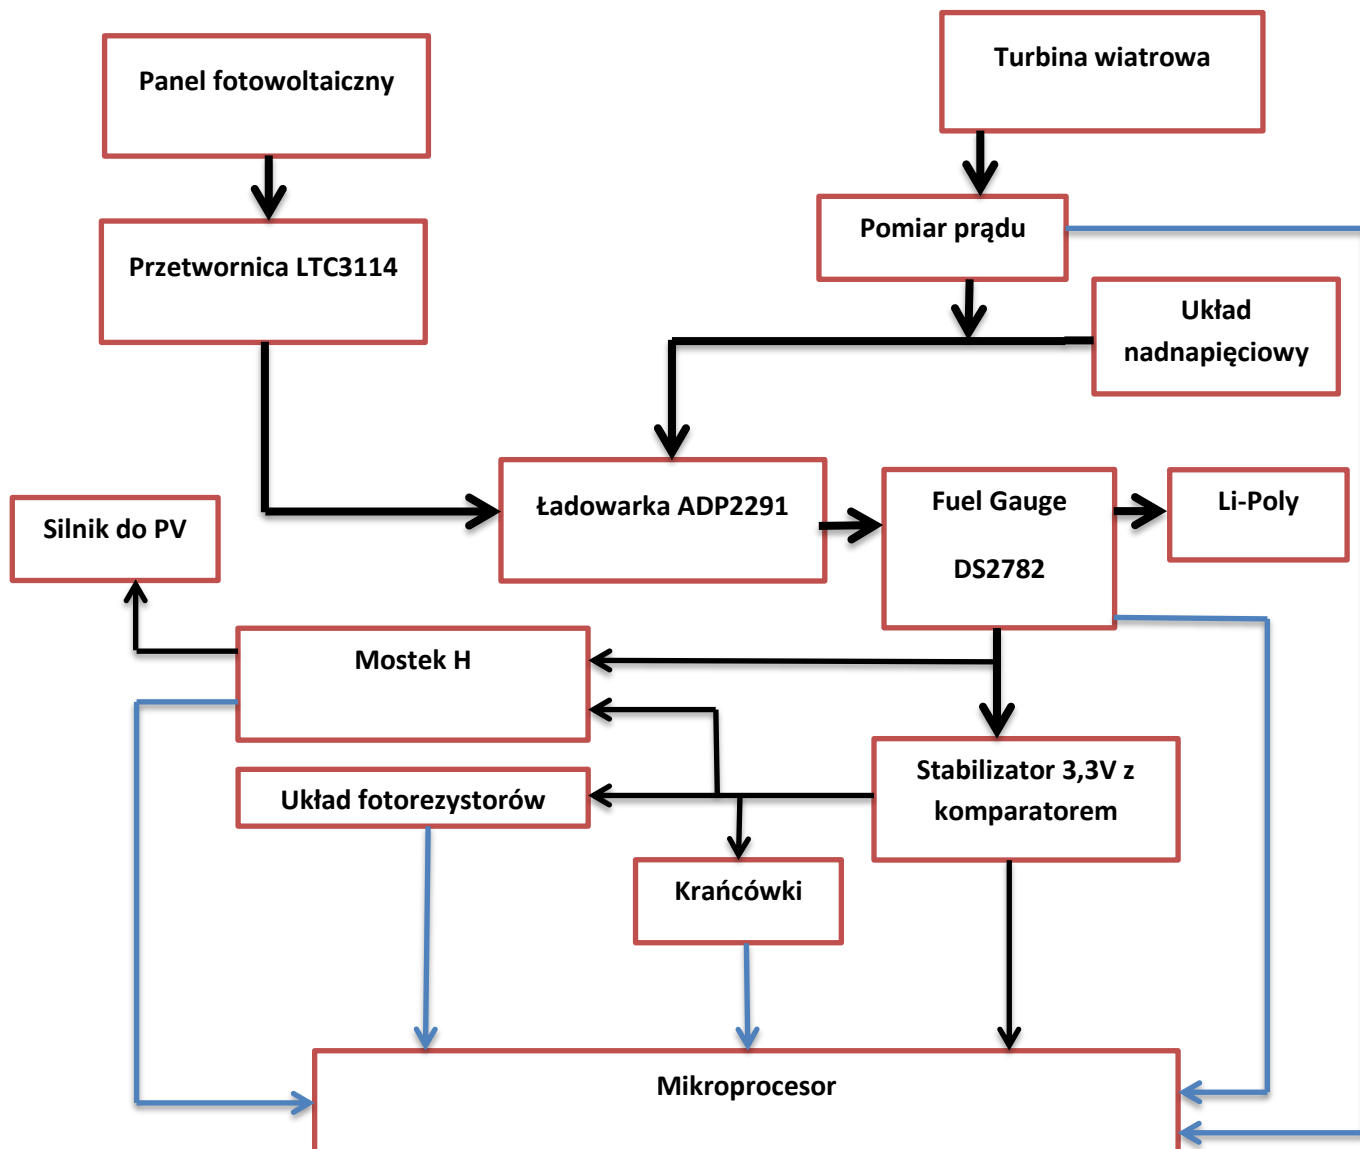 Panel fotowoltaiczny
Turbina wiatrowa
Pomiar prądu
Przetwornica LTC3114
Układ
nadnapięciowy
Ładowarka ADP2291
Fuel Gauge
DS2782
Li-Poly
Silnik do PV
Mostek H
Stabilizator 3,3V z
komparatorem
Układ fotorezystorów
Krańcówki
Mikroprocesor